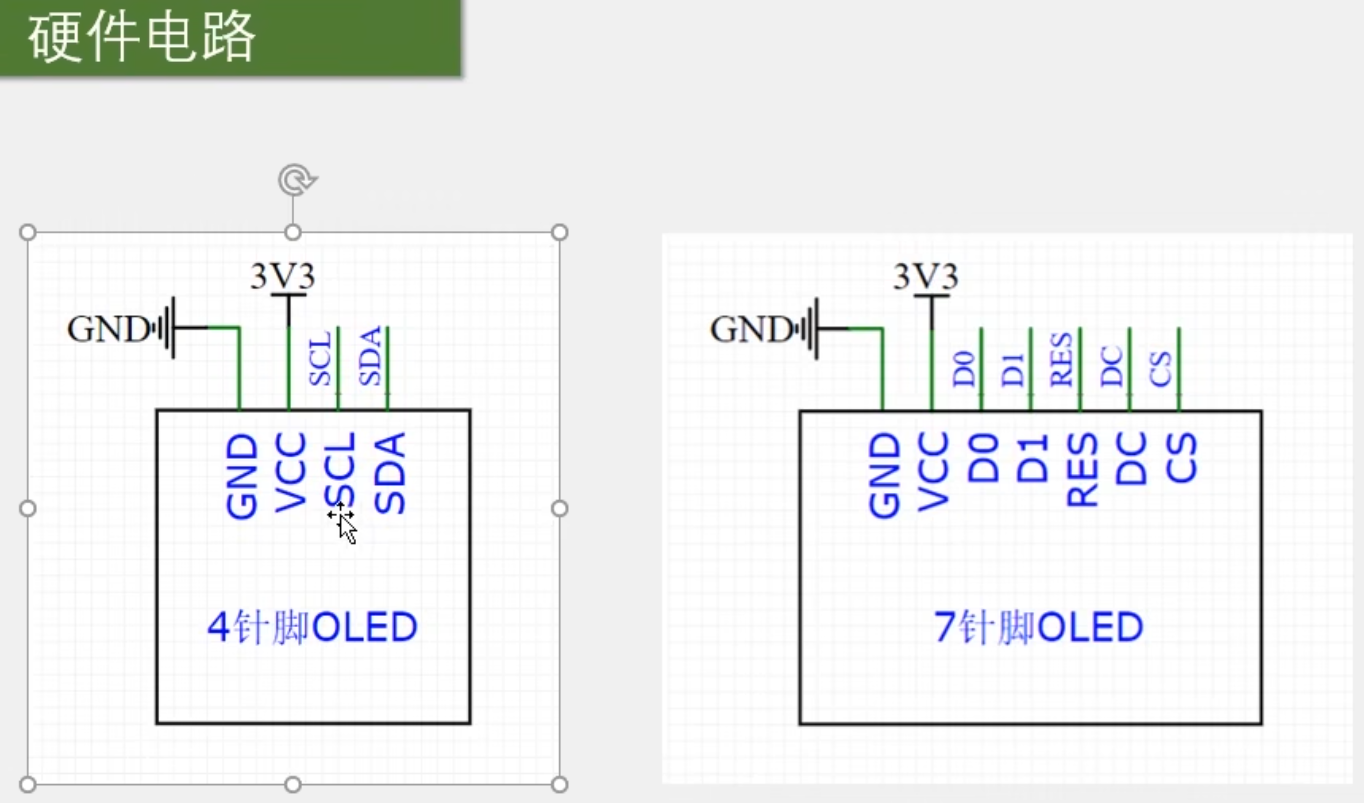 硬件电路
3V3
GND
SCL
SDA
GND
VCC
SCL
SDA
4针脚OLED
3V3
GND
D0
D1
RES
DC
CS
GND
VCC
D0
D1
RES
DC
CS
7针脚OLED